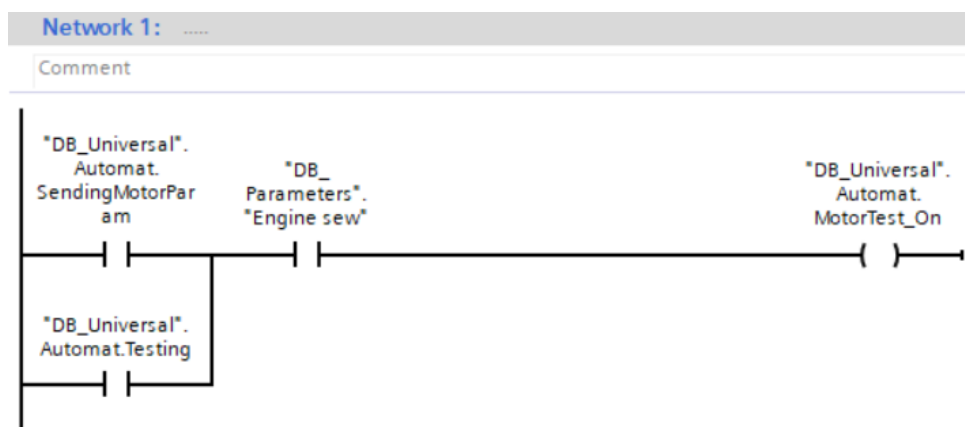 Network 1: .....
Comment
"DB_Universal".
Automat.
SendingMotorPar
am
"DB_
Parameters".
"Engine sew"
"DB_Universal".
Automat.
MotorTest_On
"DB_Universal".
Automat.Testing